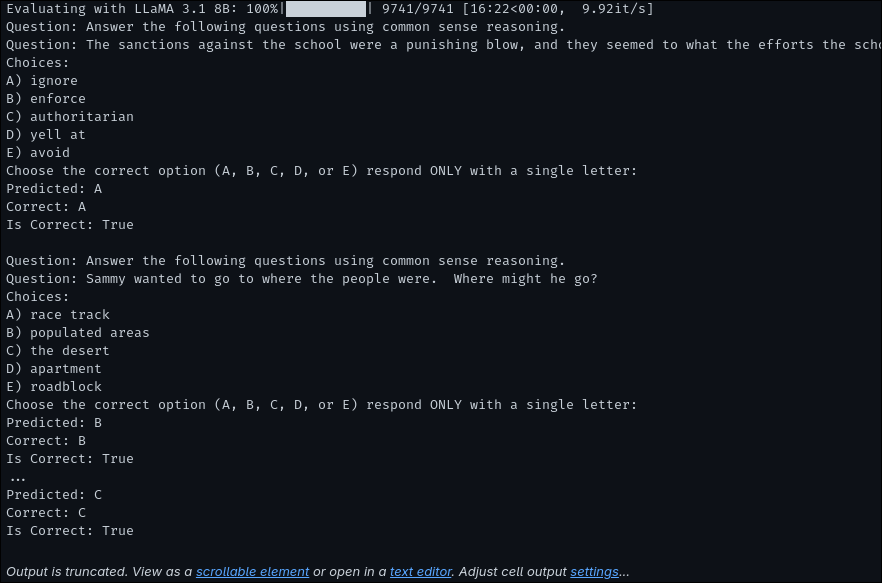 Evaluating with LLaMA 3.1 8B: 100%|██████████| 9741/9741 [16:22<00:00,  9.92it/s]
Question: Answer the following questions using common sense reasoning.
Question: The sanctions against the school were a punishing blow, and they seemed to what the efforts the
Choices:
A) ignore
B) enforce
C) authoritarian
D) yell at
E) avoid
Choose the correct option (A, B, C, D, or E) respond ONLY with a single letter:
Predicted: A
Correct: A
Is Correct: True
Question: Answer the following questions using common sense reasoning.
Question: Sammy wanted to go to where the people were.  Where might he go?
Choices:
A) race track
B) populated areas
C) the desert
D) apartment
E) roadblock
Choose the correct option (A, B, C, D, or E) respond ONLY with a single letter:
Predicted: B
Correct: B
Is Correct: True
...
Predicted: C
Correct: C
Is Correct: True
Output is truncated. View as a scrollable element or open in a text editor. Adjust cell output settings...